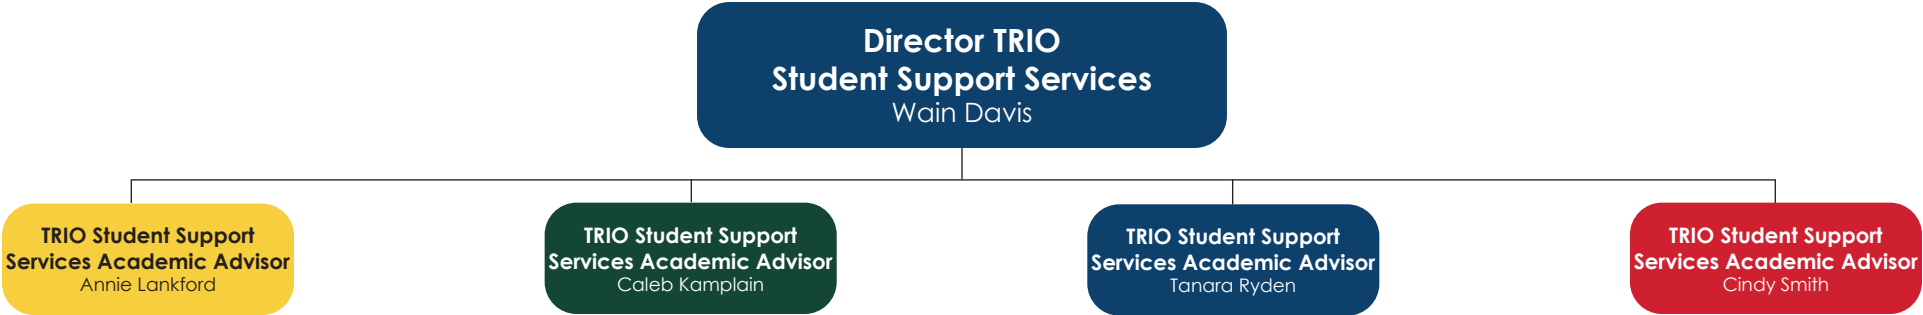 Director TRIO
Student Support Services
Wain Davis
TRIO Student Support
Services Academic Advisor
Annie Lankford
TRIO Student Support
Services Academic Advisor
Caleb Kamplain
TRIO Student Support
Services Academic Advisor
Tanara Ryden
TRIO Student Support
Services Academic Advisor
Cindy Smith